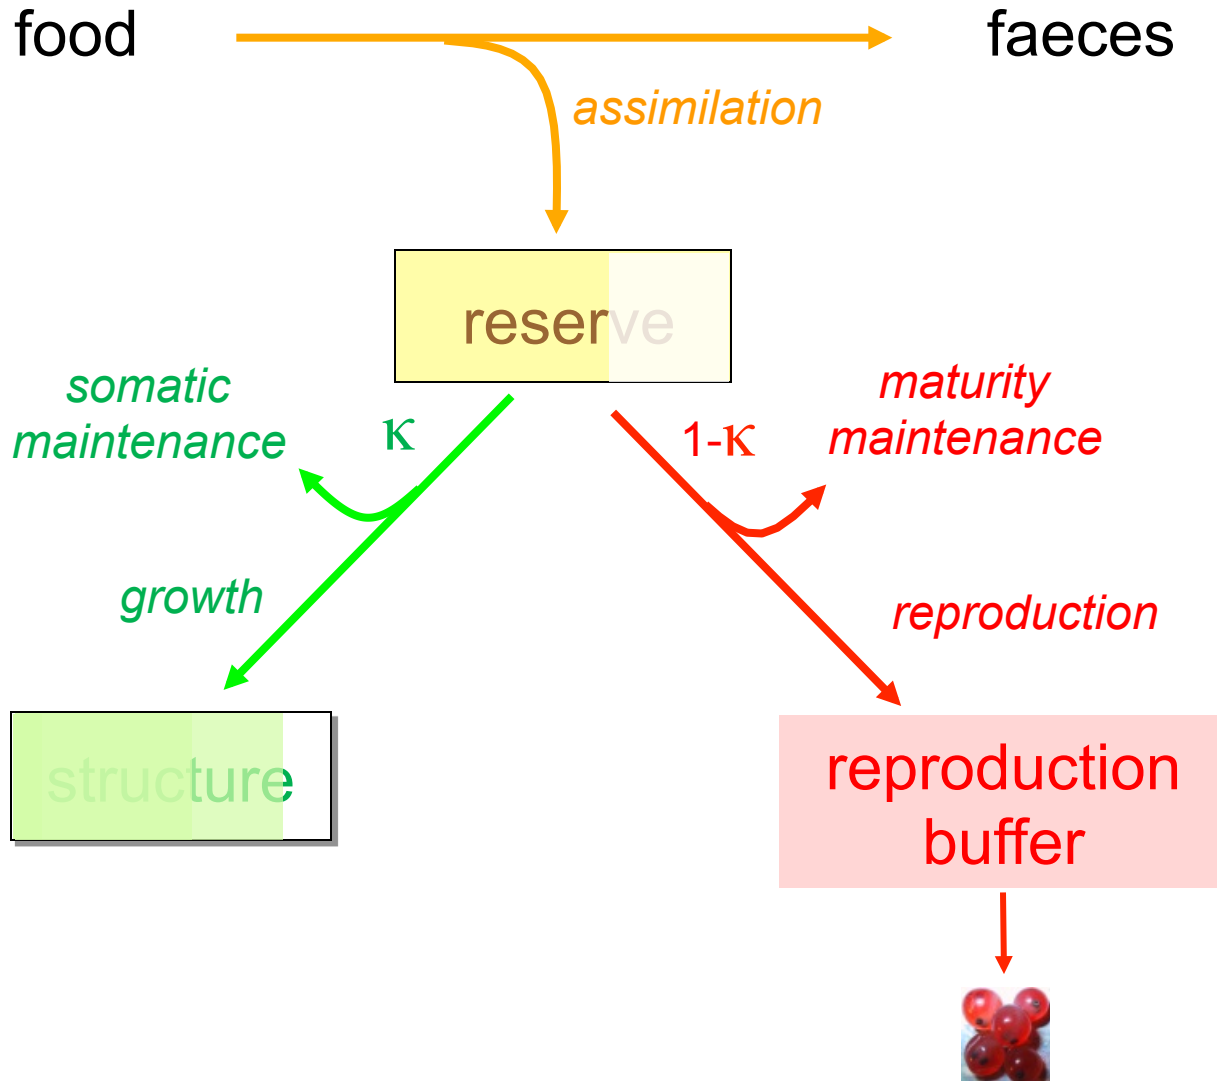 food
faeces
assimilation
reserve
somatic
maintenance
κ
1-κ
maturity
maintenance
growth
reproduction
structure
reproduction
buffer